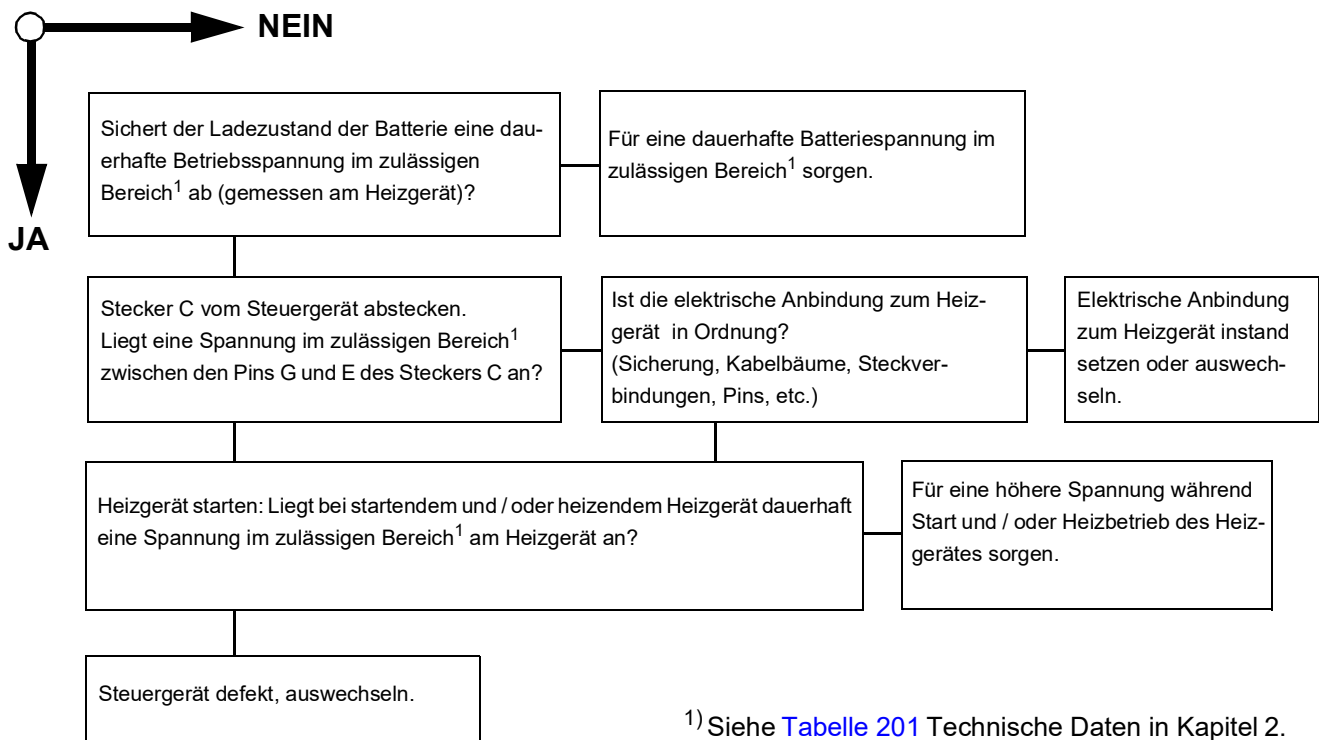 NEIN
JA
Sichert der Ladezustand der Batterie eine dau-
erhafte Betriebsspannung im zulässigen
Bereich1 ab (gemessen am Heizgerät)?
Für eine dauerhafte Batteriespannung im
zulässigen Bereich1 sorgen.
Stecker C vom Steuergerät abstecken.
Liegt eine Spannung im zulässigen Bereich1
zwischen den Pins G und E des Steckers C an?
Ist die elektrische Anbindung zum Heiz-
gerät in Ordnung?
(Sicherung, Kabelbäume, Steckver-
bindungen, Pins, etc.)
Elektrische Anbindung
zum Heizgerät instand
setzen oder auswech-
seln.
Heizgerät starten: Liegt bei startendem und / oder heizendem Heizgerät dauerhaft
eine Spannung im zulässigen Bereich1 am Heizgerät an?
Für eine höhere Spannung während
Start und / oder Heizbetrieb des Heiz-
gerätes sorgen.
Steuergerät defekt, auswechseln.
1) Siehe Tabelle 201 Technische Daten in Kapitel 2.